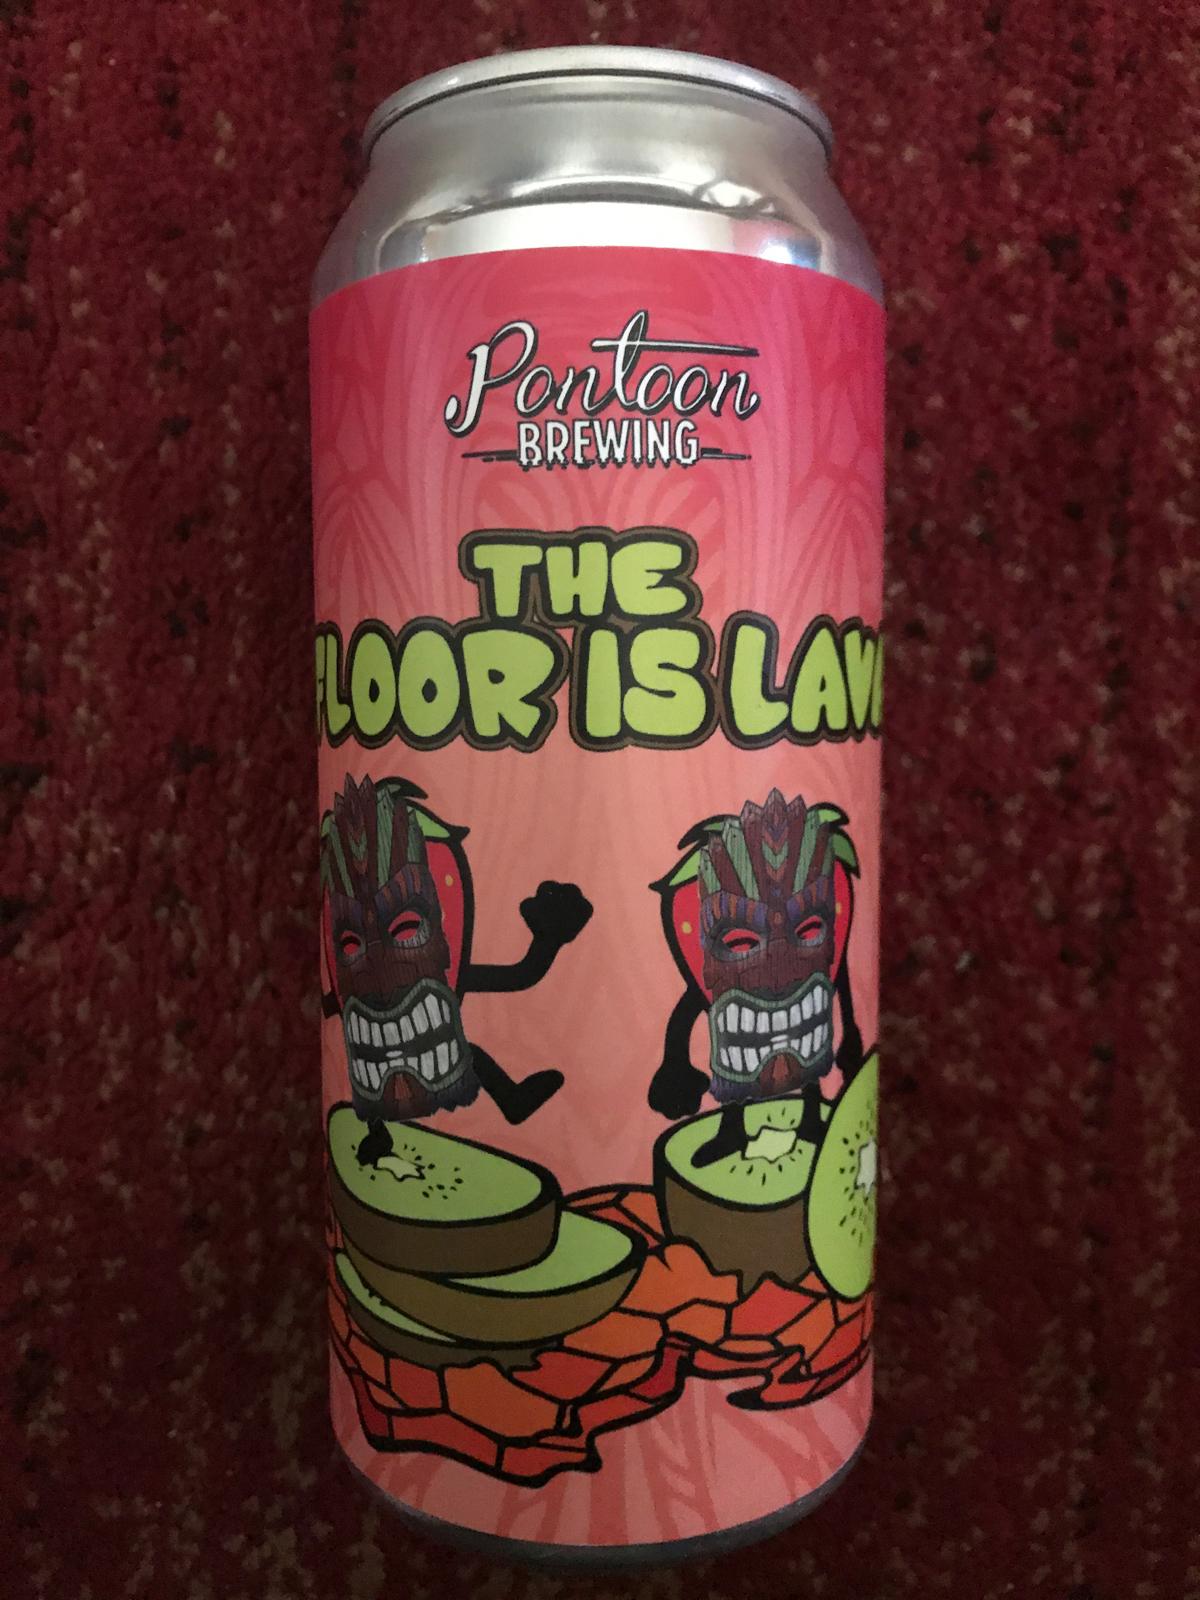 Pontoon
BREWING
THE
FLOOR IS LAVA